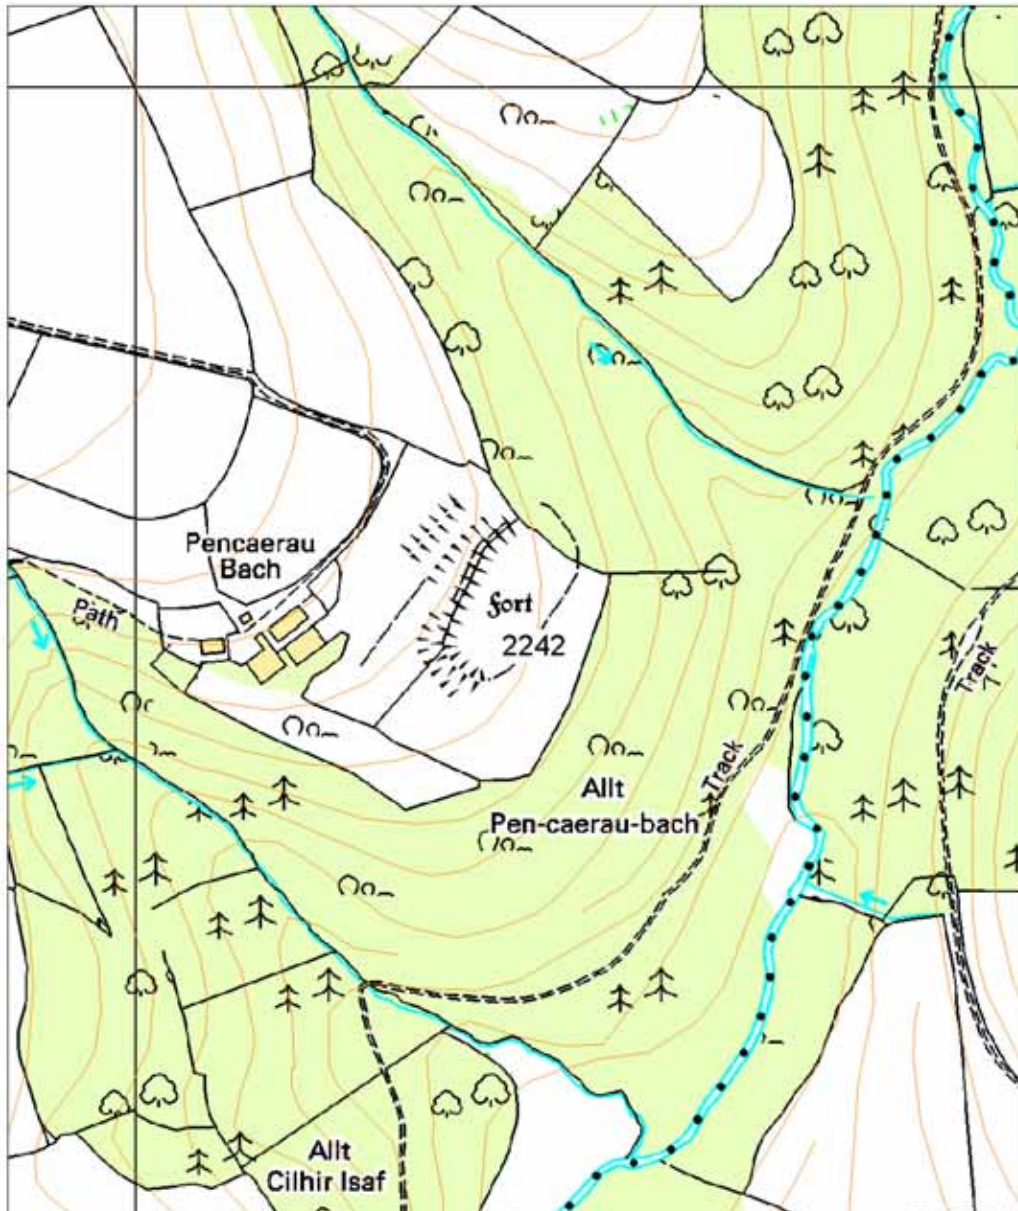 Pencaerau
Bach
Path
fort
2242
Track
Track
Allt
Pen-caerau-bach
Allt
Cilhir Isaf